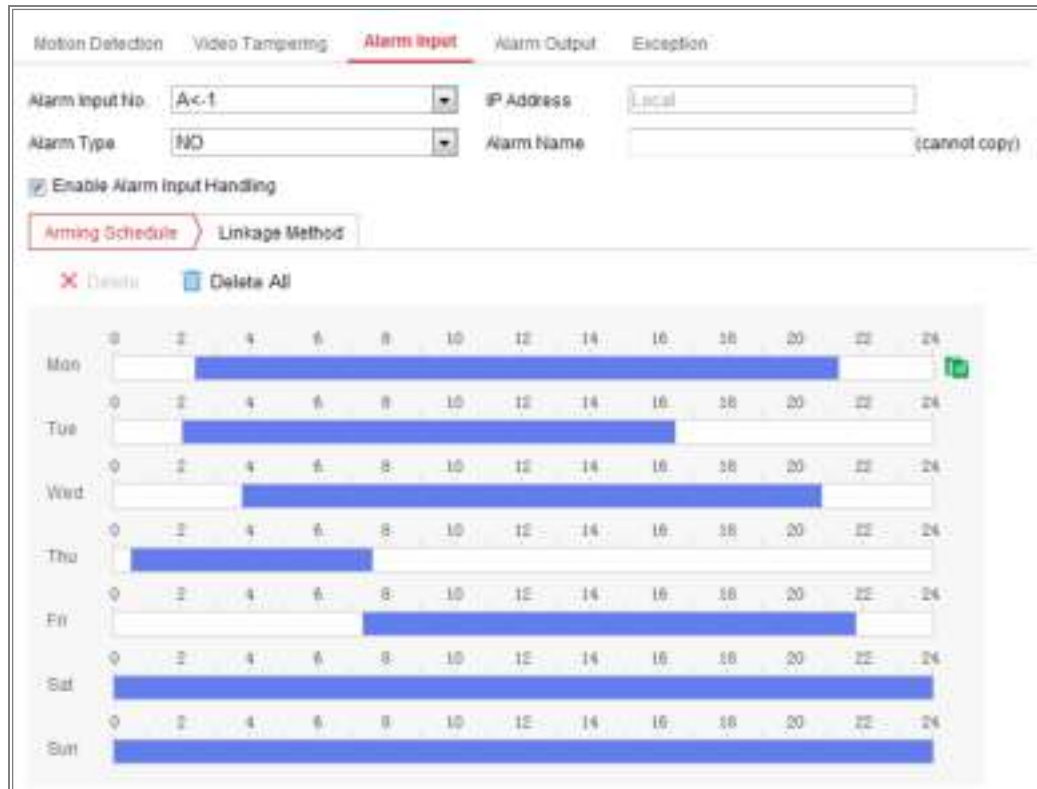 Motion Detection Video Tampering Alarm Input Alarm Output Exception
Alarm Input No. A<-1 IP Address Local
Alarm Type NO Alarm Name (cannot copy)
Enable Alarm Input Handling
Arming Schedule Linkage Method
Delete Delete All
0 2 4 6 8 10 12 14 16 18 20 22 24
Mon
0 2 4 6 8 10 12 14 16 18 20 22 24
Tue
0 2 4 6 8 10 12 14 16 18 20 22 24
Wed
0 2 4 6 8 10 12 14 16 18 20 22 24
Thu
0 2 4 6 8 10 12 14 16 18 20 22 24
Fri
0 2 4 6 8 10 12 14 16 18 20 22 24
Sat
0 2 4 6 8 10 12 14 16 18 20 22 24
Sun